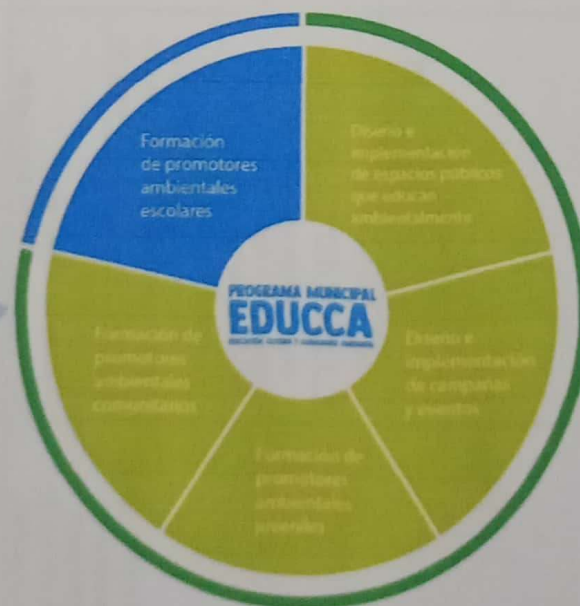 Formación
de promotores
ambientales
escolares
Diseño e
implementación
de espacios públicos
que educan
ambientalmente
PROGRAMA MUNICIPAL
EDUCCA
Formación de
promotores
ambientales
comunitarios
Diseño e
implementación
de campañas
y eventos
Formación de
promotores
ambientales
juveniles